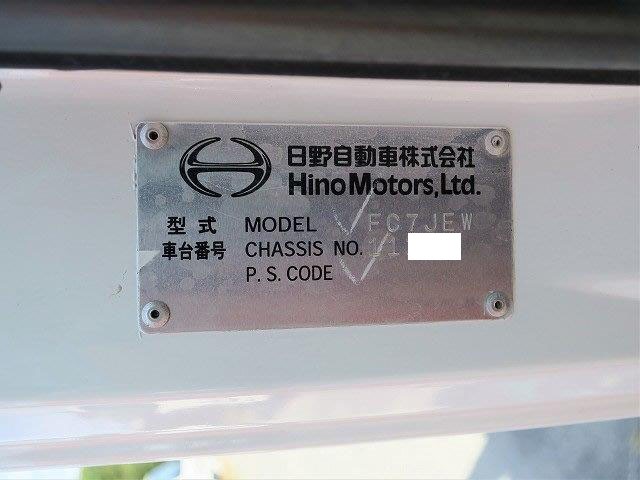 日野自動車株式会社
Hino Motors, Ltd.
型式 MODEL FC7JEW
車台番号 CHASSIS NO. 11
P.S.CODE